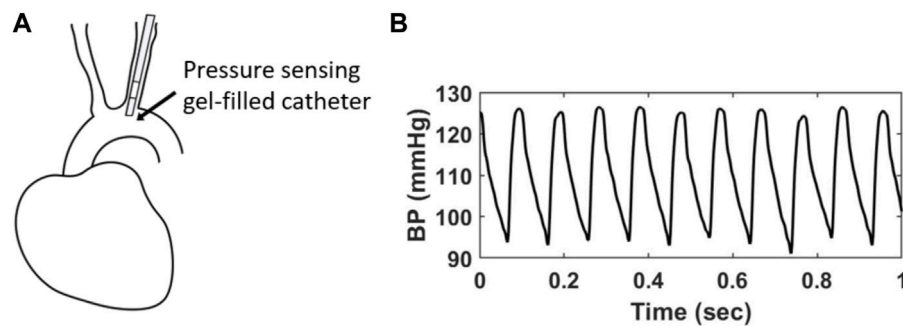 A
Pressure sensing
gel-filled catheter
B
BP (mmHg)
130
120
110
100
90
0
0.2
0.4
0.6
0.8
1
Time (sec)